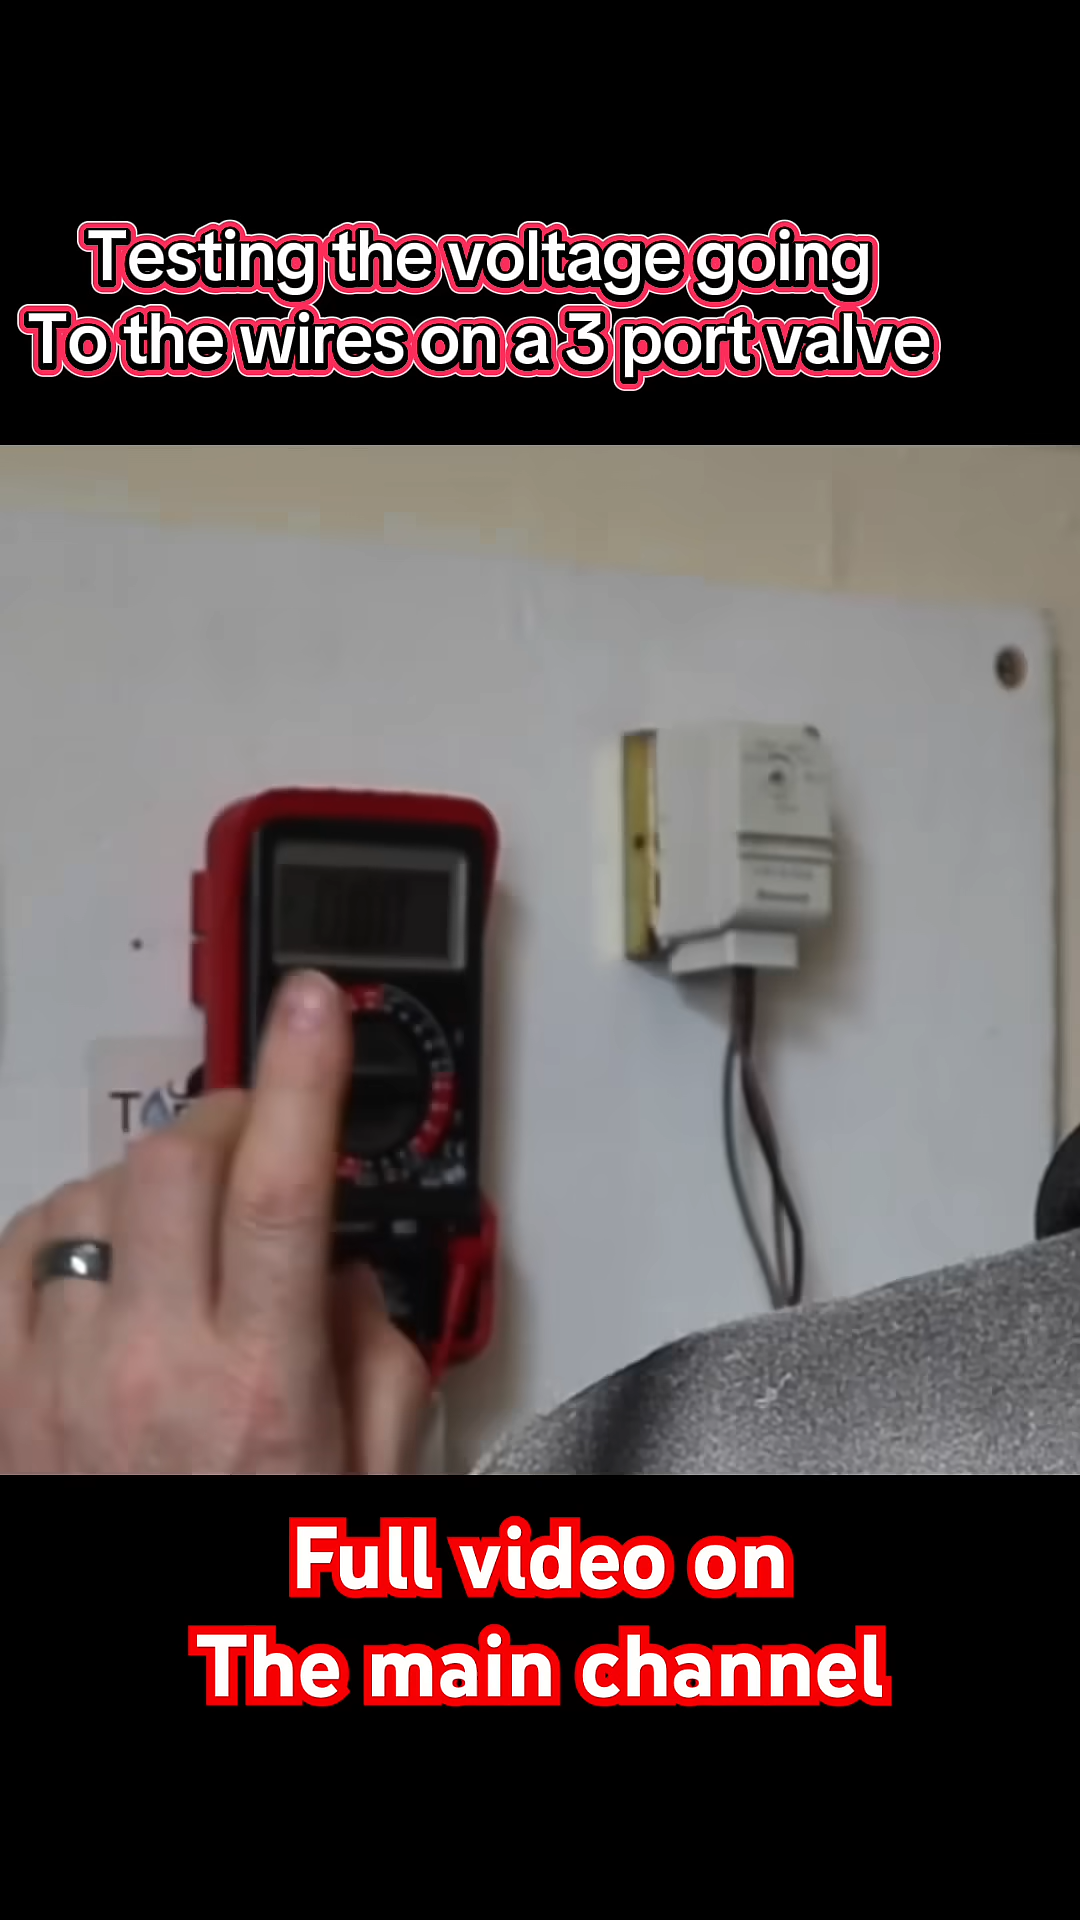 Testing the voltage going
To the wires on a 3 port valve
Full video on
The main channel